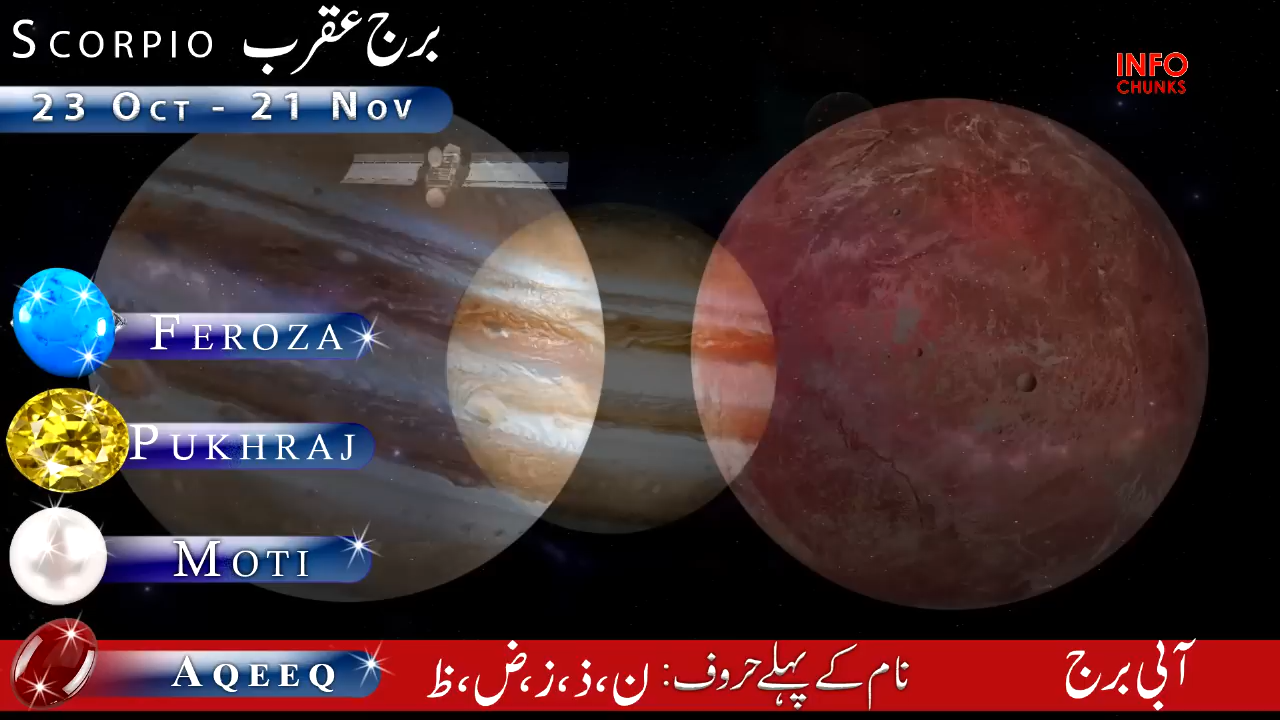 Scorpio برج عقرب
23 Oct - 21 Nov
INFO
CHUNKS
Feroza
Pukhraj
Moti
Aqeeq
نام کے پہلے حروف: ن، ذ، ز، ض، ظ
آبی برج